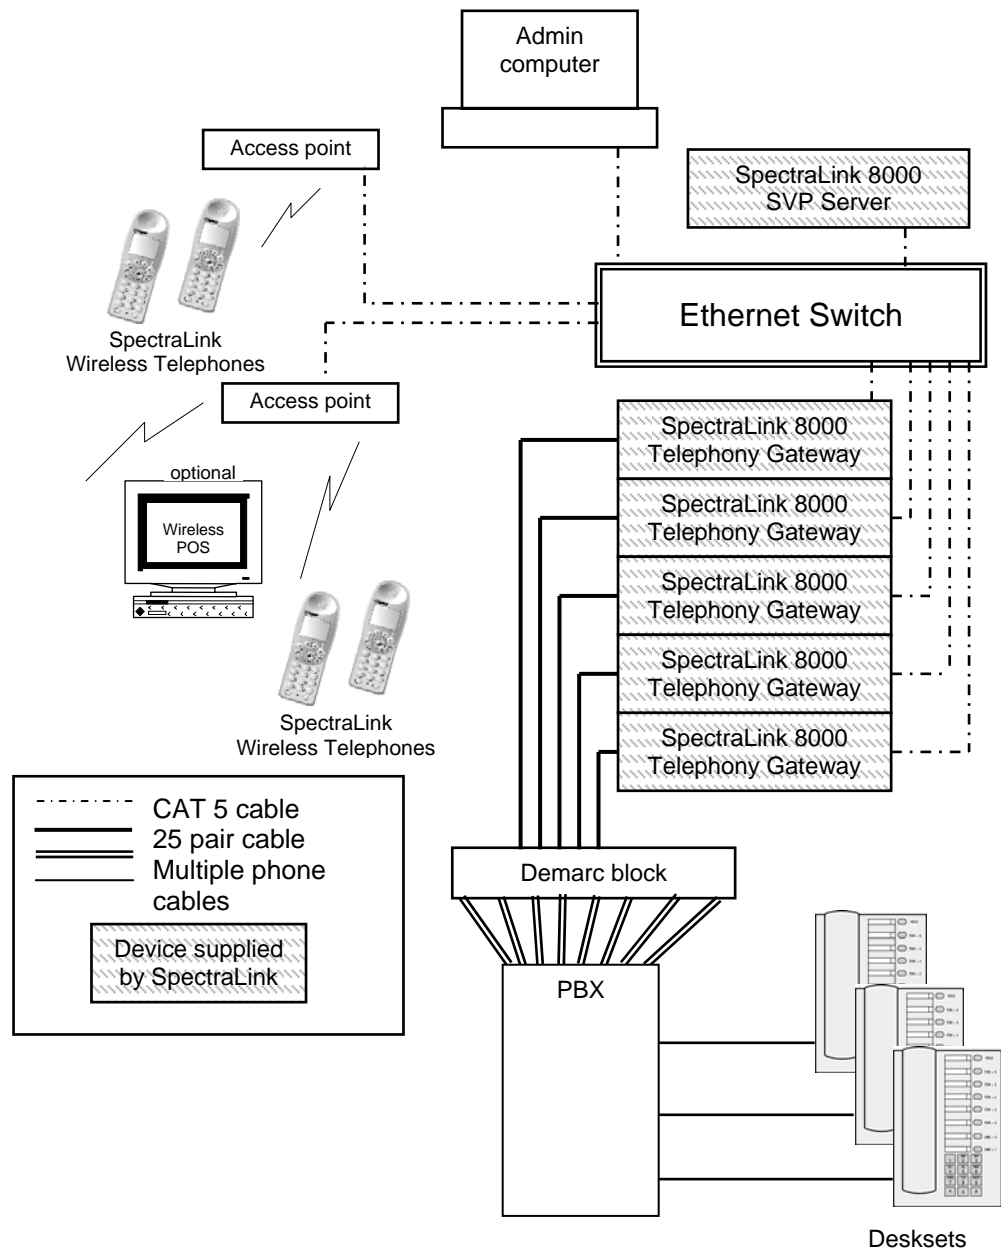 Admin
computer
Access point
SpectraLink 8000
SVP Server
SpectraLink
Wireless Telephones
Ethernet Switch
Access point
optional
Wireless
POS
SpectraLink 8000
Telephony Gateway
SpectraLink 8000
Telephony Gateway
SpectraLink 8000
Telephony Gateway
SpectraLink 8000
Telephony Gateway
SpectraLink 8000
Telephony Gateway
SpectraLink
Wireless Telephones
CAT 5 cable
25 pair cable
Multiple phone
cables
Device supplied
by SpectraLink
Demarc block
PBX
Desksets